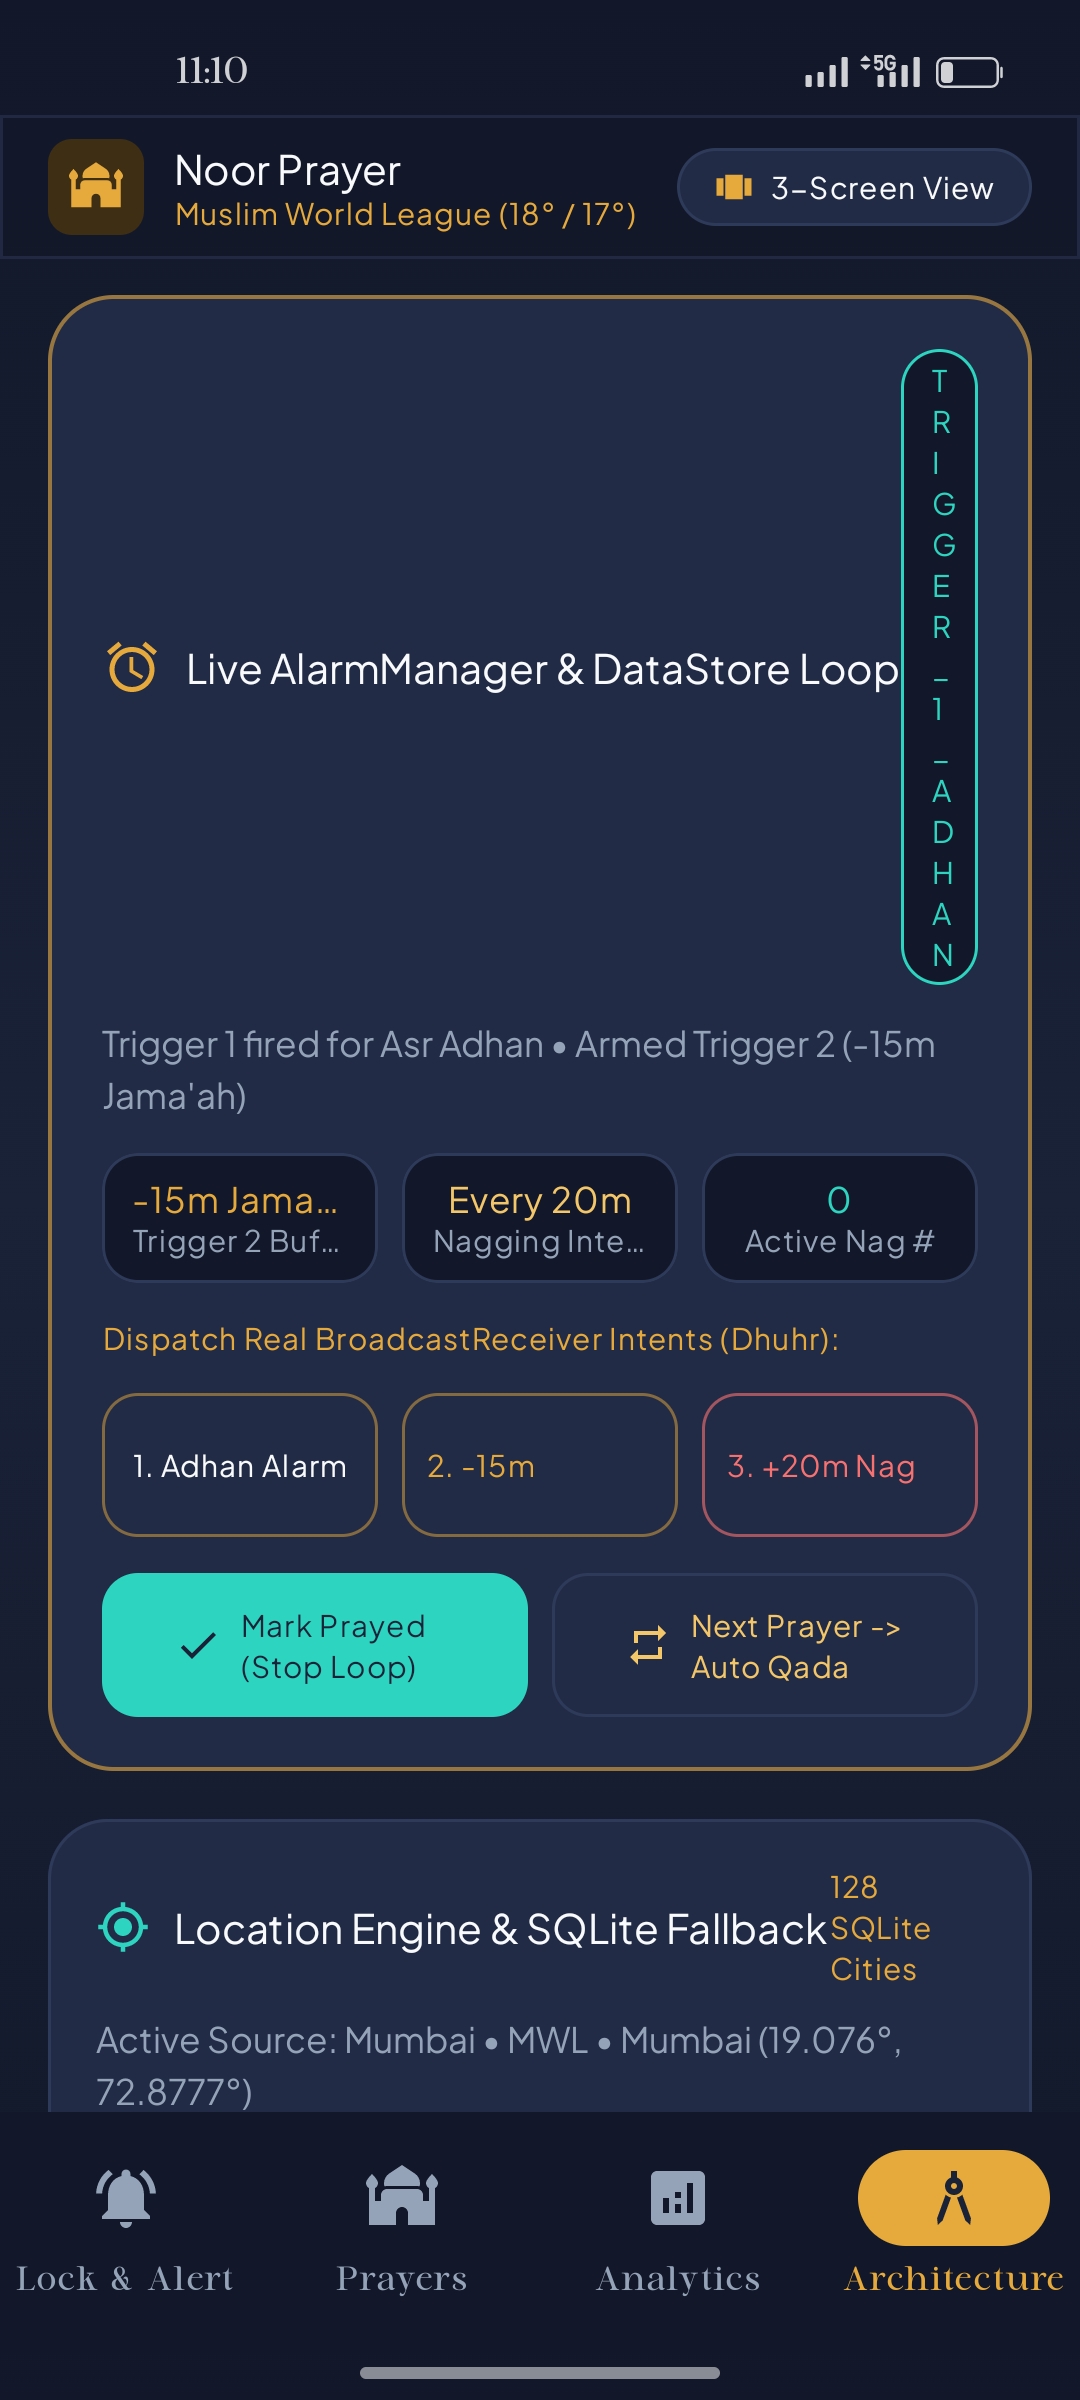 11:10
5G
Noor Prayer
Muslim World League (18° / 17°)
3-Screen View
Live AlarmManager & DataStore Loop
TRIGGER_1_ADHAN
Trigger 1 fired for Asr Adhan • Armed Trigger 2 (-15m
Jama'ah)
-15m Jama...
Trigger 2 Buf...
Every 20m
Nagging Inte...
0
Active Nag #
Dispatch Real BroadcastReceiver Intents (Dhuhr):
1. Adhan Alarm
2. -15m
3. +20m Nag
Mark Prayed
(Stop Loop)
Next Prayer ->
Auto Qada
Location Engine & SQLite Fallback
128
SQLite
Cities
Active Source: Mumbai • MWL • Mumbai (19.076°,
72.8777°)
Lock & Alert
Prayers
Analytics
Architecture